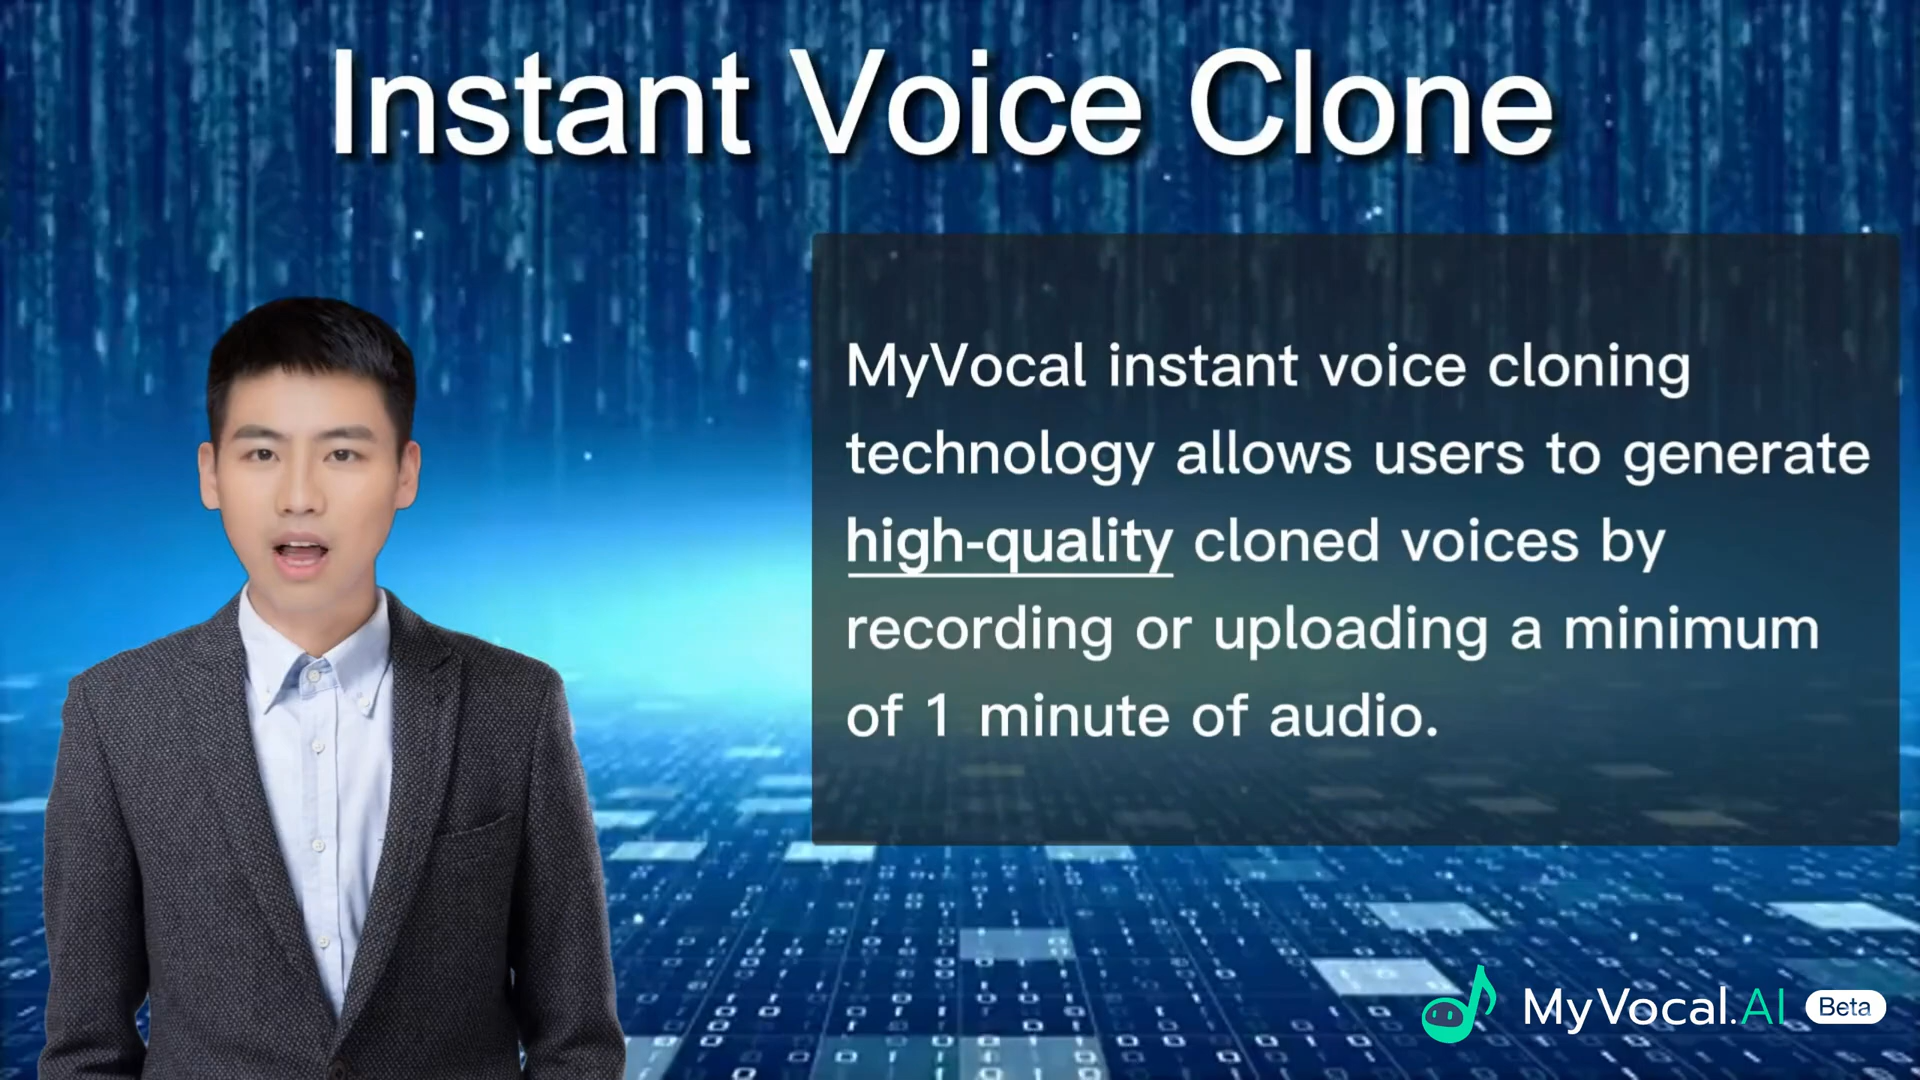 Instant Voice Clone
MyVocal instant voice cloning
technology allows users to generate
high-quality cloned voices by
recording or uploading a minimum
of 1 minute of audio.
MyVocal.AI Beta